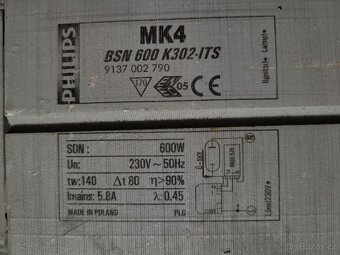 PHILIPS
MK4
BSN 600 K302-ITS
9137 002 790
05
SON : 600W
Un: 230V~50Hz
tw:140 Δt 80 η>90%
Imains: 5.8A λ: 0,45
MADE IN POLAND PLG